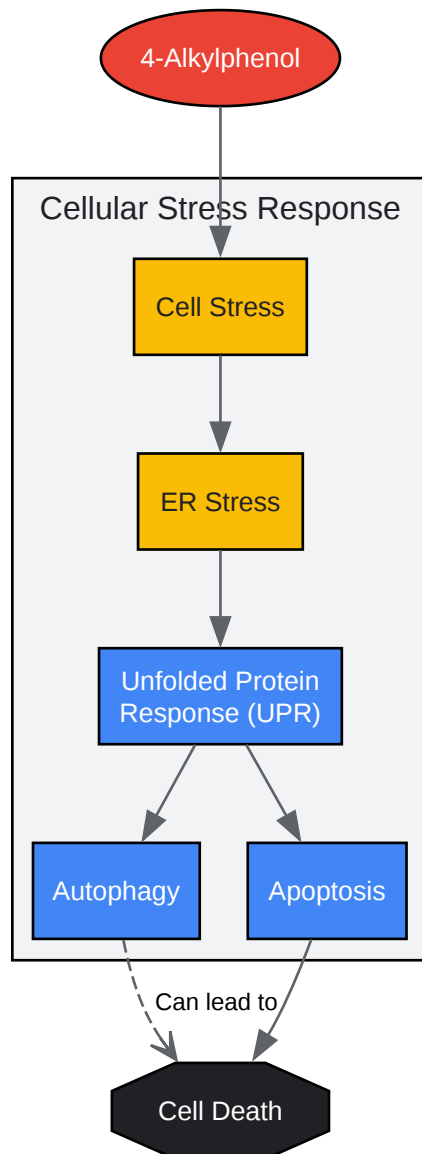 4-Alkylphenol
Cellular Stress Response
Cell Stress
ER Stress
Unfolded Protein
Response (UPR)
Autophagy
Apoptosis
Can lead to
Cell Death